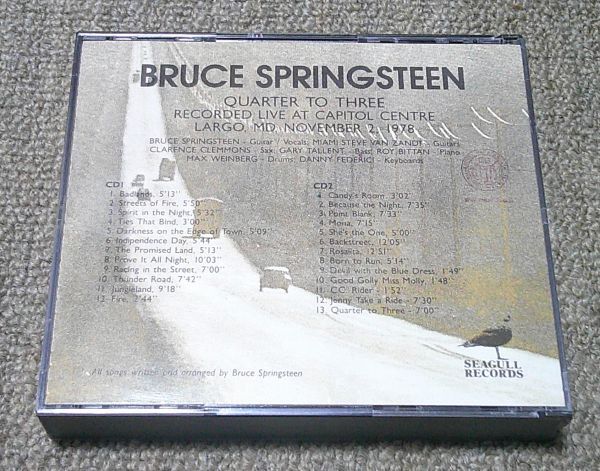 BRUCE SPRINGSTEEN
QUARTER TO THREE
RECORDED LIVE AT CAPITOL CENTRE
LARGO, MD, NOVEMBER 2, 1978
BRUCE SPRINGSTEEN - Guitar / Vocals; MIAMI STEVE VAN ZANDT - Guitars
CLARENCE CLEMMONS - Sax; GARY TALLENT - Bass; ROY BITTAN - Piano
MAX WEINBERG - Drums; DANNY FEDERICI - Keyboards
CD1
1. Badlands, 5'13''
2. Streets of Fire, 5'50''
3. Spirit in the Night, 5'32''
4. Ties That Bind, 3'00''
5. Darkness on the Edge of Town, 5'09
6. Indipendence Day, 5'44
7. The Promised Land, 5'13''
8. Prove It All Night, 10'03''
9. Racing in the Street, 7'00''
10. Thunder Road, 7'42''
11. Jungleland, 9'18''
12. Fire, 2'44''
CD2
1. Candy's Room, 3'07
2. Because the Night, 7'35''
3. Point Blank, 7'33''
4. Mona, 7'15''
5. She's the One, 5'00''
6. Backstreet, 12'05''
7. Rosalita, 12'51''
8. Born to Run, 5'14''
9. Devil with the Blue Dress, 1'49''
10. Good Golly Miss Molly, 1'48''
11. C.C. Rider - 1'52''
12. Jenny Take a Ride - 7'30''
13. Quarter to Three - 7'00''
All songs written and arranged by Bruce Springsteen
SEAGULL
RECORDS